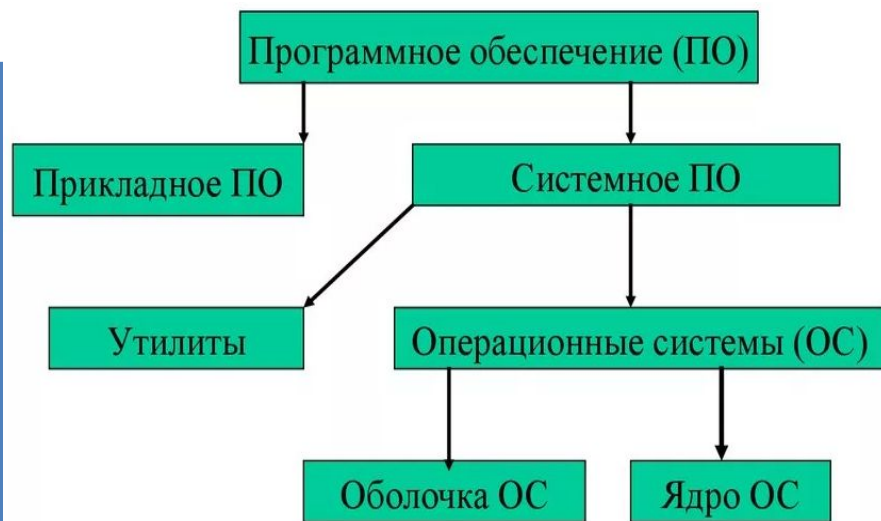 Программное обеспечение (ПО)
Прикладное ПО
Системное ПО
Утилиты
Операционные системы (ОС)
Оболочка ОС
Ядро ОС